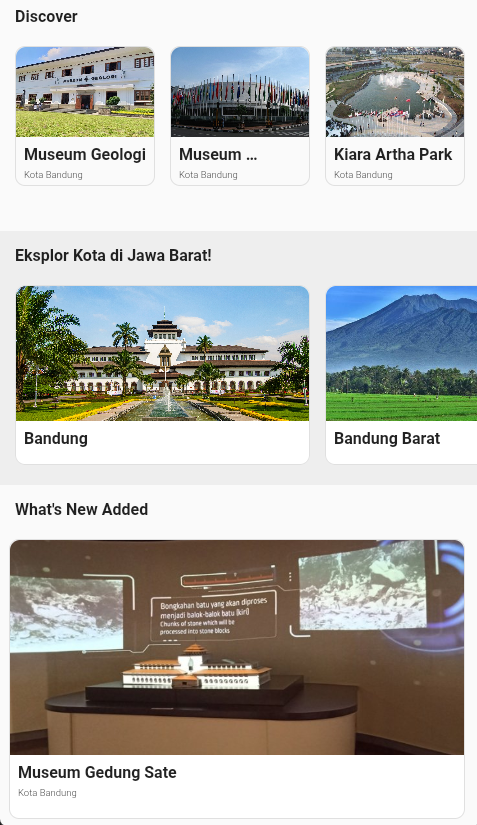 Discover
MUSEUM GEOLOGI
Museum Geologi
Kota Bandung
Museum ...
Kota Bandung
Kiara Artha Park
Kota Bandung
Eksplor Kota di Jawa Barat!
Bandung
Bandung Barat
What's New Added
Bongkahan batu yang akan diproses
menjadi balok-balok batu [kiri]
Chunks of stone which will be
processed into stone blocks
Museum Gedung Sate
Kota Bandung